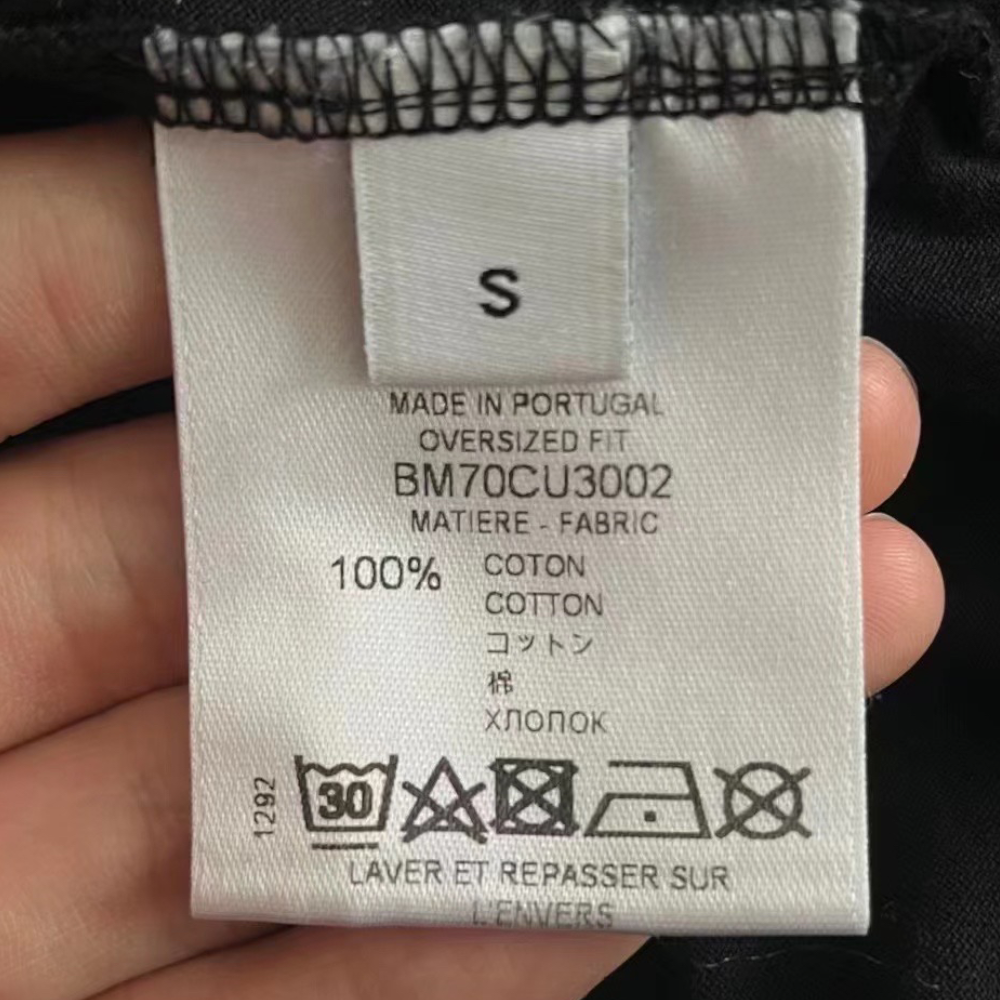 S
MADE IN PORTUGAL
OVERSIZED FIT
BM70CU3002
MATIERE - FABRIC
100% COTON
COTTON
コットン
棉
ХЛОПОК
1292
30
LAVER ET REPASSER SUR
L'ENVERS